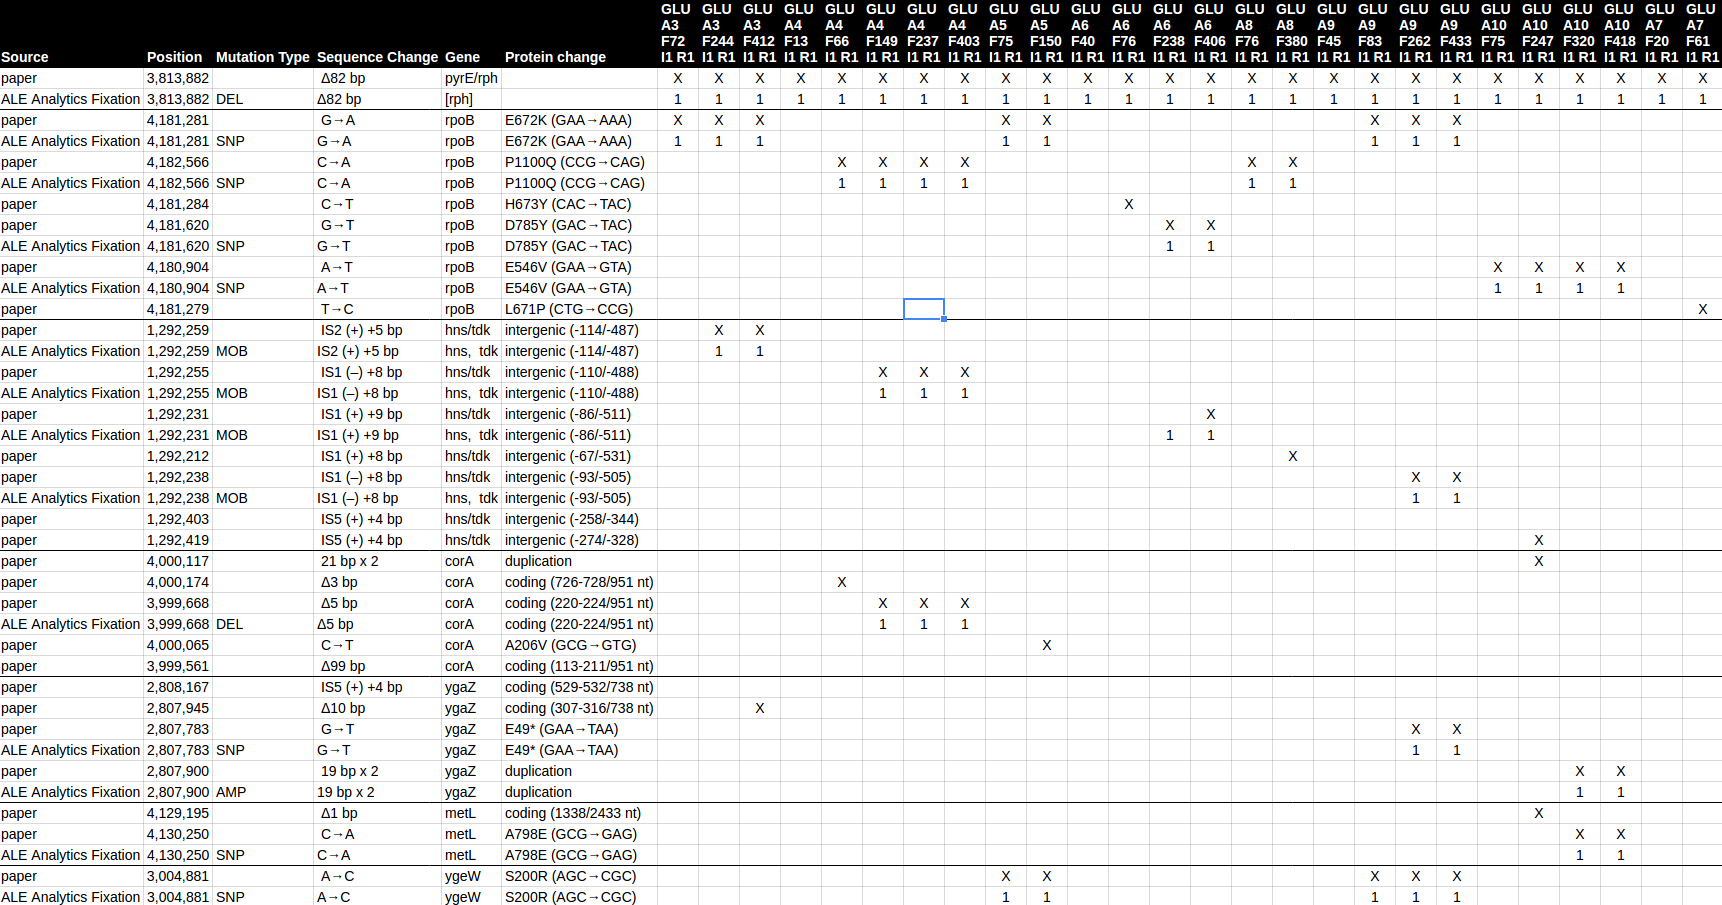 GLU GLU GLU GLU GLU GLU GLU GLU GLU GLU GLU GLU GLU GLU GLU GLU GLU GLU GLU GLU GLU GLU GLU GLU GLU GLU
A3 A3 A3 A4 A4 A4 A4 A4 A5 A5 A6 A6 A6 A6 A8 A8 A9 A9 A9 A9 A10 A10 A10 A10 A7 A7
F72 F244 F412 F13 F66 F149 F237 F403 F75 F150 F40 F76 F238 F406 F76 F380 F45 F83 F262 F433 F75 F247 F320 F418 F20 F61
Source Position Mutation Type Sequence Change Gene Protein change I1 R1 I1 R1 I1 R1 I1 R1 I1 R1 I1 R1 I1 R1 I1 R1 I1 R1 I1 R1 I1 R1 I1 R1 I1 R1 I1 R1 I1 R1 I1 R1 I1 R1 I1 R1 I1 R1 I1 R1 I1 R1 I1 R1 I1 R1 I1 R1 I1 R1 I1 R1
paper 3,813,882 Δ82 bp pyrE/rph X X X X X X X X X X X X X X X X X X X X X X X X X X
ALE Analytics Fixation 3,813,882 DEL Δ82 bp [rph] 1 1 1 1 1 1 1 1 1 1 1 1 1 1 1 1 1 1 1 1 1 1 1 1 1 1
paper 4,181,281 G→A rpoB E672K (GAA→AAA) X X X X X X X X
ALE Analytics Fixation 4,181,281 SNP G→A rpoB E672K (GAA→AAA) 1 1 1 1 1 1 1 1
paper 4,182,566 C→A rpoB P1100Q (CCG→CAG) X X X X X X
ALE Analytics Fixation 4,182,566 SNP C→A rpoB P1100Q (CCG→CAG) 1 1 1 1 1 1
paper 4,181,284 C→T rpoB H673Y (CAC→TAC) X
paper 4,181,620 G→T rpoB D785Y (GAC→TAC) X X
ALE Analytics Fixation 4,181,620 SNP G→T rpoB D785Y (GAC→TAC) 1 1
paper 4,180,904 A→T rpoB E546V (GAA→GTA) X X X X
ALE Analytics Fixation 4,180,904 SNP A→T rpoB E546V (GAA→GTA) 1 1 1 1
paper 4,181,279 T→C rpoB L671P (CTG→CCG) X
paper 1,292,259 IS2 (+) +5 bp hns/tdk intergenic (-114/-487) X X
ALE Analytics Fixation 1,292,259 MOB IS2 (+) +5 bp hns, tdk intergenic (-114/-487) 1 1
paper 1,292,255 IS1 (–) +8 bp hns/tdk intergenic (-110/-488) X X X
ALE Analytics Fixation 1,292,255 MOB IS1 (–) +8 bp hns, tdk intergenic (-110/-488) 1 1 1
paper 1,292,231 IS1 (+) +9 bp hns/tdk intergenic (-86/-511) X
ALE Analytics Fixation 1,292,231 MOB IS1 (+) +9 bp hns, tdk intergenic (-86/-511) 1 1
paper 1,292,212 IS1 (+) +8 bp hns/tdk intergenic (-67/-531) X
paper 1,292,238 IS1 (–) +8 bp hns/tdk intergenic (-93/-505) X X
ALE Analytics Fixation 1,292,238 MOB IS1 (–) +8 bp hns, tdk intergenic (-93/-505) 1 1
paper 1,292,403 IS5 (+) +4 bp hns/tdk intergenic (-258/-344)
paper 1,292,419 IS5 (+) +4 bp hns/tdk intergenic (-274/-328) X
paper 4,000,117 21 bp x 2 corA duplication X
paper 4,000,174 Δ3 bp corA coding (726-728/951 nt) X
paper 3,999,668 Δ5 bp corA coding (220-224/951 nt) X X X
ALE Analytics Fixation 3,999,668 DEL Δ5 bp corA coding (220-224/951 nt) 1 1 1
paper 4,000,065 C→T corA A206V (GCG→GTG) X
paper 3,999,561 Δ99 bp corA coding (113-211/951 nt)
paper 2,808,167 IS5 (+) +4 bp ygaZ coding (529-532/738 nt)
paper 2,807,945 Δ10 bp ygaZ coding (307-316/738 nt) X
paper 2,807,783 G→T ygaZ E49* (GAA→TAA) X X
ALE Analytics Fixation 2,807,783 SNP G→T ygaZ E49* (GAA→TAA) 1 1
paper 2,807,900 19 bp x 2 ygaZ duplication X X
ALE Analytics Fixation 2,807,900 AMP 19 bp x 2 ygaZ duplication 1 1
paper 4,129,195 Δ1 bp metL coding (1338/2433 nt) X
paper 4,130,250 C→A metL A798E (GCG→GAG) X X
ALE Analytics Fixation 4,130,250 SNP C→A metL A798E (GCG→GAG) 1 1
paper 3,004,881 A→C ygeW S200R (AGC→CGC) X X X X X
ALE Analytics Fixation 3,004,881 SNP A→C ygeW S200R (AGC→CGC) 1 1 1 1 1